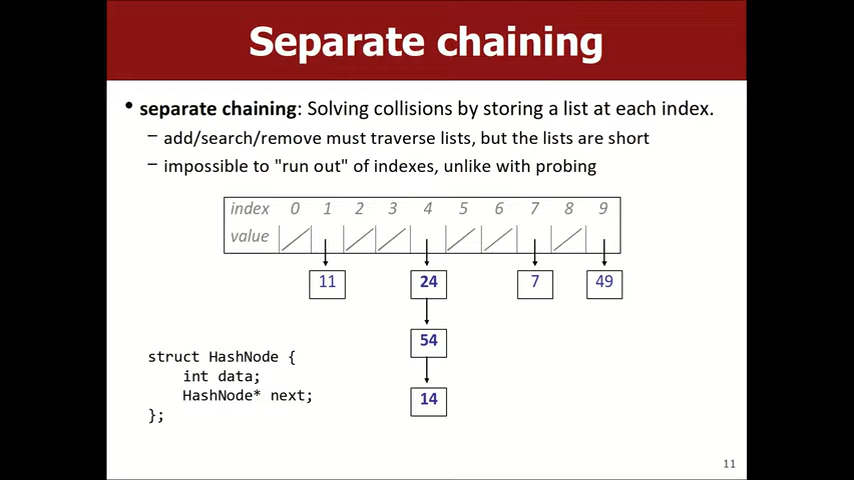 Separate chaining
• separate chaining: Solving collisions by storing a list at each index.
– add/search/remove must traverse lists, but the lists are short
– impossible to "run out" of indexes, unlike with probing
index 0 1 2 3 4 5 6 7 8 9
value
11 24 7 49
54
14
struct HashNode {
    int data;
    HashNode* next;
};
11